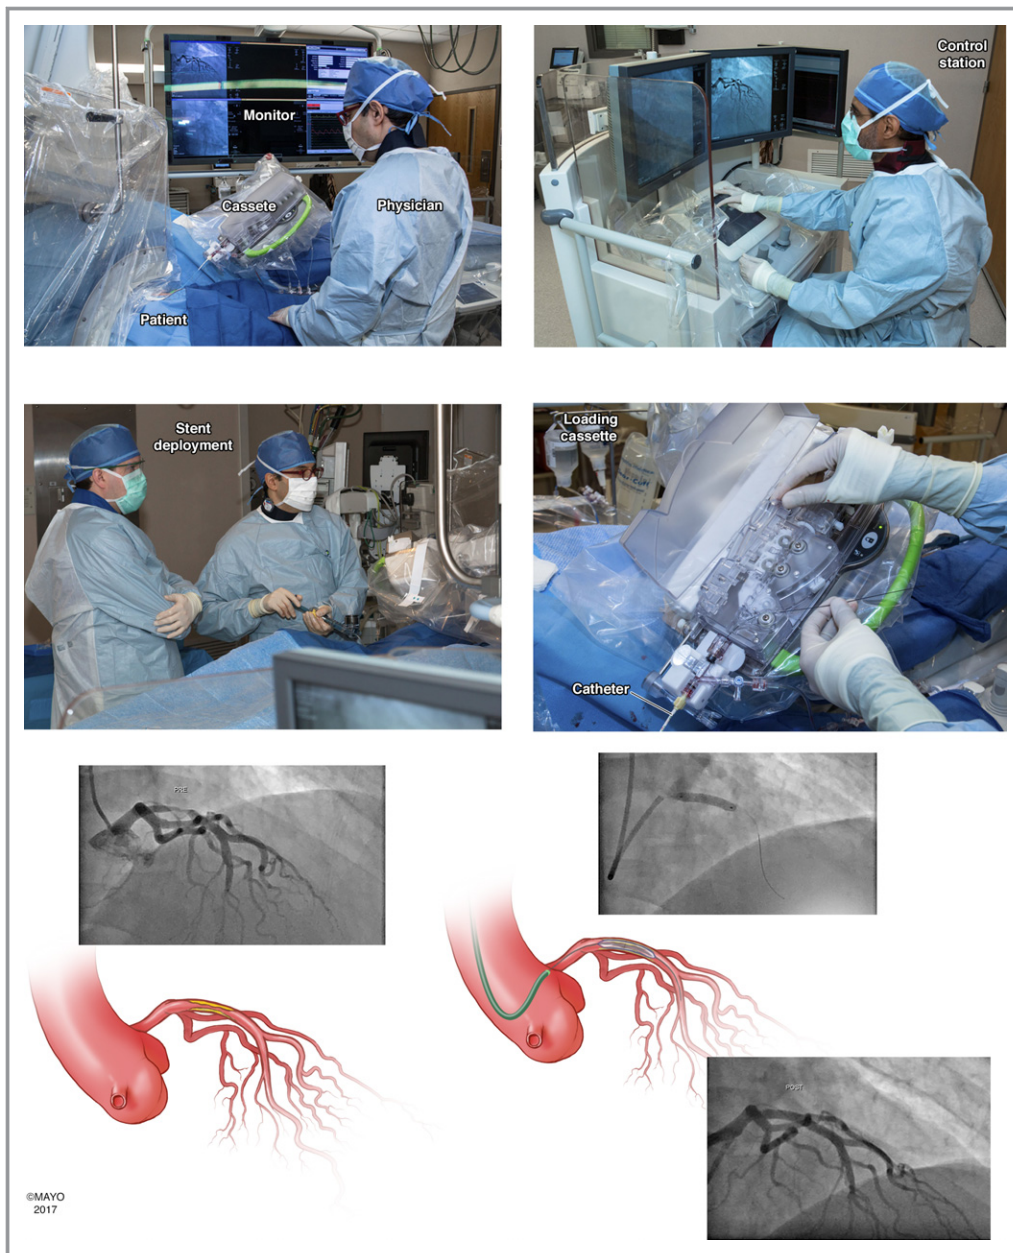 Monitor
Cassete
Physician
Patient
Control
station
Stent
deployment
Loading
cassette
Catheter
PRE
POST
©MAYO
2017